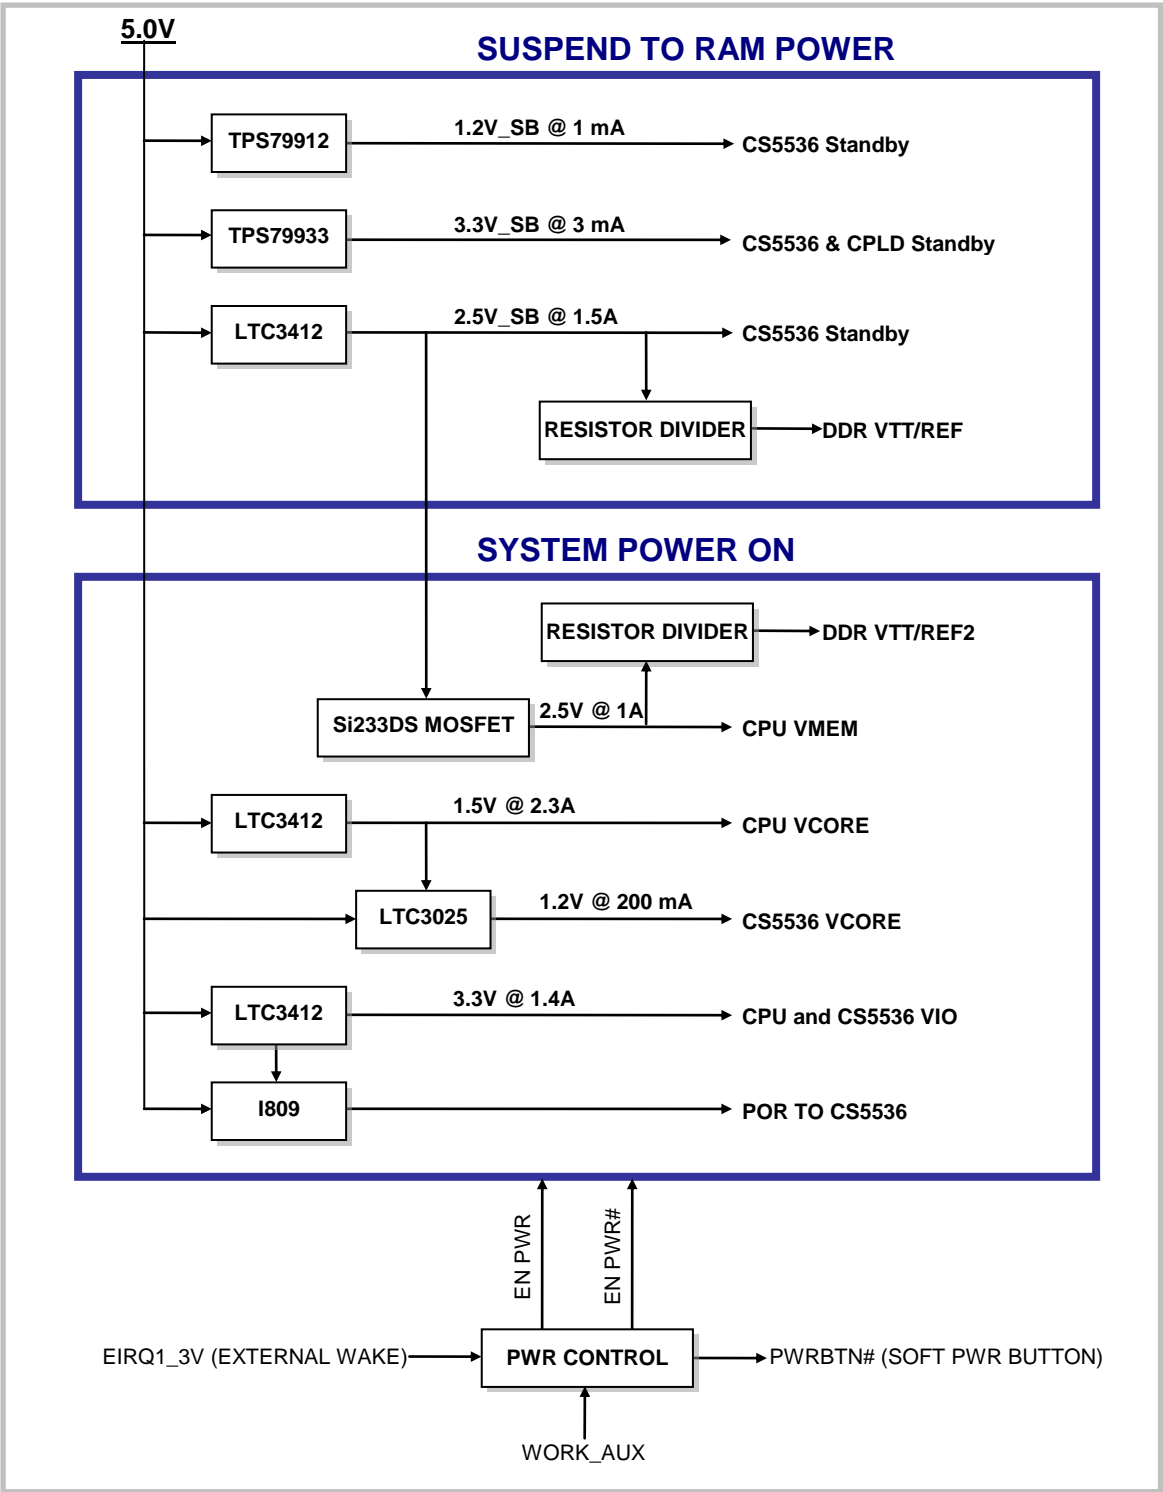 5.0V
SUSPEND TO RAM POWER
TPS79912
1.2V_SB @ 1 mA
CS5536 Standby
TPS79933
3.3V_SB @ 3 mA
CS5536 & CPLD Standby
LTC3412
2.5V_SB @ 1.5A
CS5536 Standby
RESISTOR DIVIDER
DDR VTT/REF
SYSTEM POWER ON
RESISTOR DIVIDER
DDR VTT/REF2
Si233DS MOSFET
2.5V @ 1A
CPU VMEM
LTC3412
1.5V @ 2.3A
CPU VCORE
LTC3025
1.2V @ 200 mA
CS5536 VCORE
LTC3412
3.3V @ 1.4A
CPU and CS5536 VIO
I809
POR TO CS5536
EN PWR
EN PWR#
EIRQ1_3V (EXTERNAL WAKE)
PWR CONTROL
PWRBTN# (SOFT PWR BUTTON)
WORK_AUX